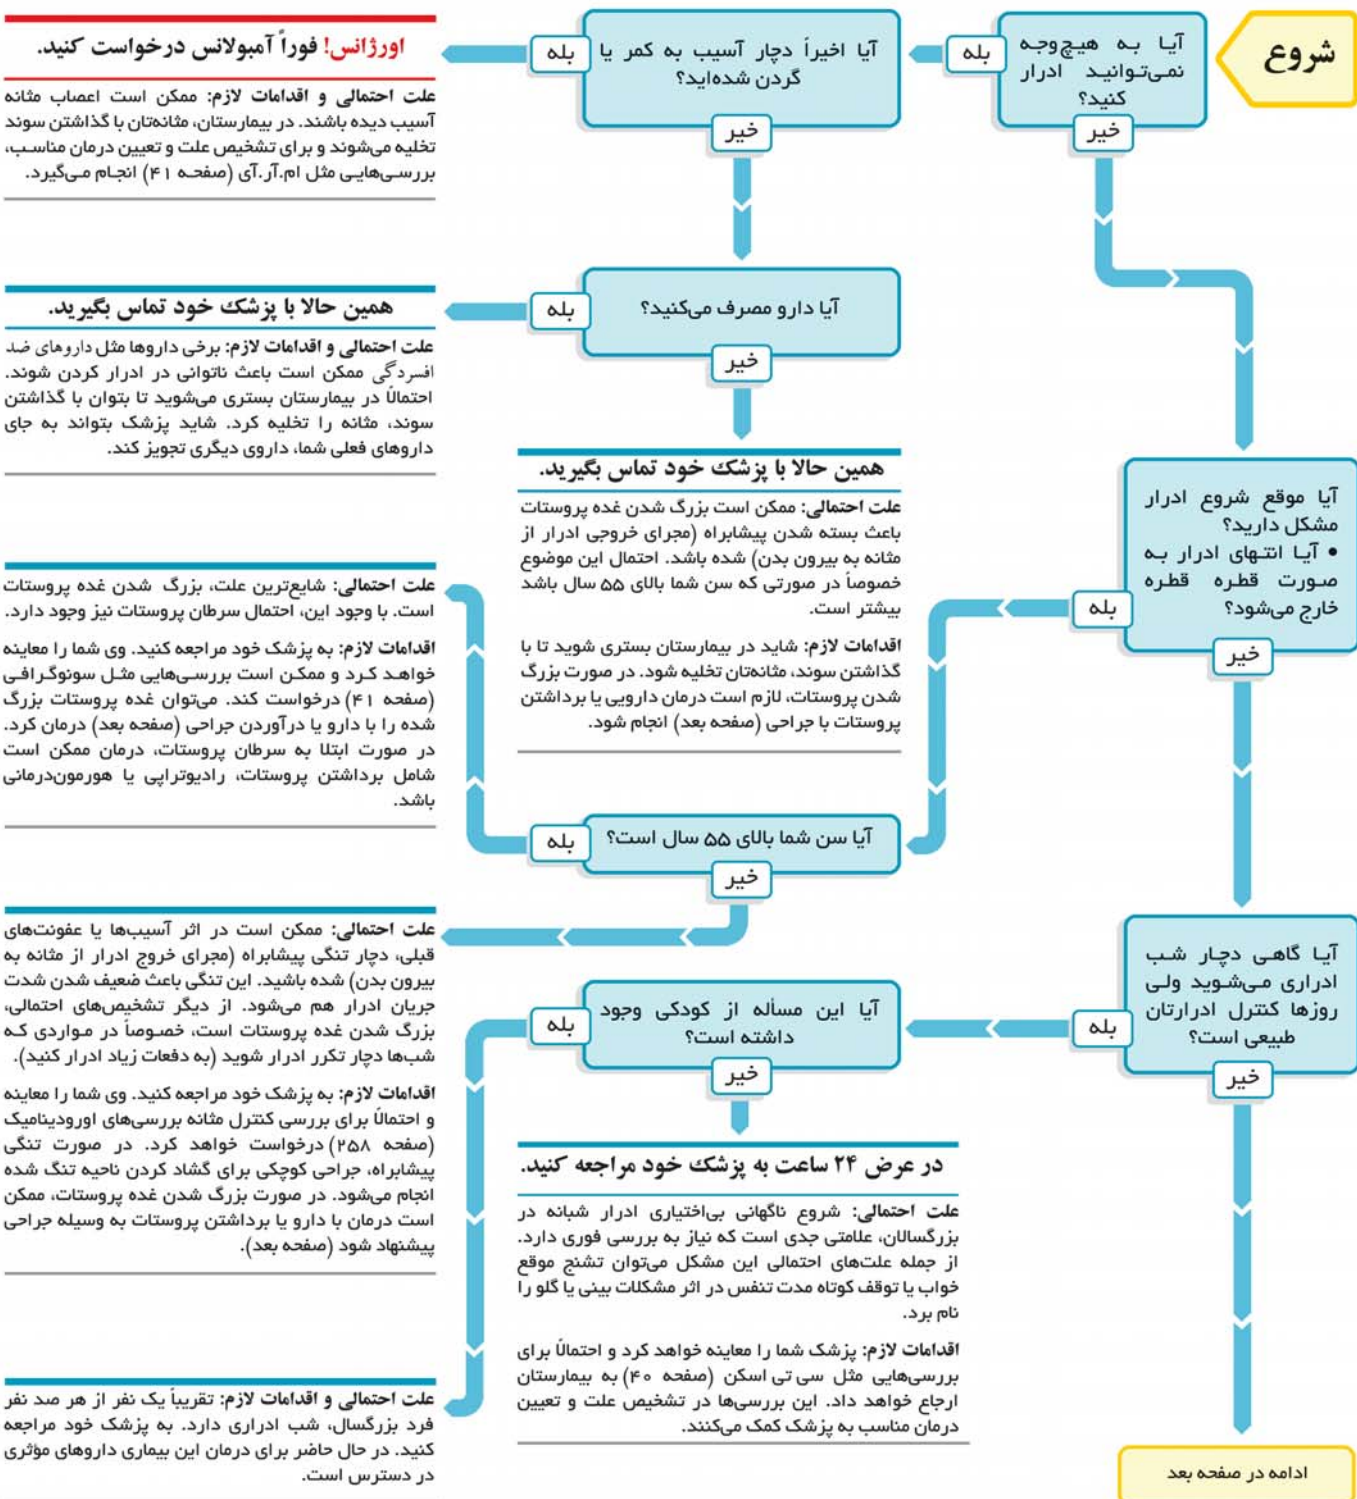 شروع
آیا به هیچ‌وجه
نمی‌توانید ادرار
کنید؟
بله
خیر
آیا اخیراً دچار آسیب به کمر یا
گردن شده‌اید؟
بله
خیر
اورژانس! فوراً آمبولانس درخواست کنید.
علت احتمالی و اقدامات لازم: ممکن است اعصاب مثانه
آسیب دیده باشند. در بیمارستان، مثانه‌تان با گذاشتن سوند
تخلیه می‌شوند و برای تشخیص علت و تعیین درمان مناسب،
بررسی‌هایی مثل ام.آر.آی (صفحه ۴۱) انجام می‌گیرد.
آیا دارو مصرف می‌کنید؟
بله
خیر
همین حالا با پزشک خود تماس بگیرید.
علت احتمالی و اقدامات لازم: برخی داروها مثل داروهای ضد
افسردگی ممکن است باعث ناتوانی در ادرار کردن شوند.
احتمالاً در بیمارستان بستری می‌شوید تا بتوان با گذاشتن
سوند، مثانه را تخلیه کرد. شاید پزشک بتواند به جای
داروهای فعلی شما، داروی دیگری تجویز کند.
همین حالا با پزشک خود تماس بگیرید.
علت احتمالی: ممکن است بزرگ شدن غده پروستات
باعث بسته شدن پیشابراه (مجرای خروجی ادرار از
مثانه به بیرون بدن) شده باشد. احتمال این موضوع
خصوصاً در صورتی که سن شما بالای ۵۵ سال باشد
بیشتر است.
اقدامات لازم: شاید در بیمارستان بستری شوید تا با
گذاشتن سوند، مثانه‌تان تخلیه شود. در صورت بزرگ
شدن پروستات، لازم است درمان دارویی یا برداشتن
پروستات با جراحی (صفحه بعد) انجام شود.
آیا موقع شروع ادرار
مشکل دارید؟
• آیا انتهای ادرار به
صورت قطره قطره
خارج می‌شود؟
بله
خیر
آیا سن شما بالای ۵۵ سال است؟
بله
خیر
علت احتمالی: شایع‌ترین علت، بزرگ شدن غده پروستات
است. با وجود این، احتمال سرطان پروستات نیز وجود دارد.
اقدامات لازم: به پزشک خود مراجعه کنید. وی شما را معاینه
خواهد کرد و ممکن است بررسی‌هایی مثل سونوگرافی
(صفحه ۴۱) درخواست کند. می‌توان غده پروستات بزرگ
شده را با دارو یا درآوردن جراحی (صفحه بعد) درمان کرد.
در صورت ابتلا به سرطان پروستات، درمان ممکن است
شامل برداشتن پروستات، رادیوتراپی یا هورمون‌درمانی
باشد.
علت احتمالی: ممکن است در اثر آسیب‌ها یا عفونت‌های
قبلی، دچار تنگی پیشابراه (مجرای خروج ادرار از مثانه به
بیرون بدن) شده باشید. این تنگی باعث ضعیف شدن شدت
جریان ادرار هم می‌شود. از دیگر تشخیص‌های احتمالی،
بزرگ شدن غده پروستات است، خصوصاً در مواردی که
شب‌ها دچار تکرر ادرار شوید (به دفعات زیاد ادرار کنید).
اقدامات لازم: به پزشک خود مراجعه کنید. وی شما را معاینه
و احتمالاً برای بررسی کنترل مثانه بررسی‌های اورودینامیک
(صفحه ۲۵۸) درخواست خواهد کرد. در صورت تنگی
پیشابراه، جراحی کوچکی برای گشاد کردن ناحیه تنگ شده
انجام می‌شود. در صورت بزرگ شدن غده پروستات، ممکن
است درمان با دارو یا برداشتن پروستات به وسیله جراحی
پیشنهاد شود (صفحه بعد).
آیا گاهی دچار شب
ادراری می‌شوید ولی
روزها کنترل ادرارتان
طبیعی است؟
بله
خیر
آیا این مسأله از کودکی وجود
داشته است؟
بله
خیر
در عرض ۲۴ ساعت به پزشک خود مراجعه کنید.
علت احتمالی: شروع ناگهانی بی‌اختیاری ادرار شبانه در
بزرگسالان، علامتی جدی است که نیاز به بررسی فوری دارد.
از جمله علت‌های احتمالی این مشکل می‌توان تشنج موقع
خواب یا توقف کوتاه مدت تنفس در اثر مشکلات بینی یا گلو را
نام برد.
اقدامات لازم: پزشک شما را معاینه خواهد کرد و احتمالاً برای
بررسی‌هایی مثل سی تی اسکن (صفحه ۴۰) به بیمارستان
ارجاع خواهد داد. این بررسی‌ها در تشخیص علت و تعیین
درمان مناسب به پزشک کمک می‌کنند.
علت احتمالی و اقدامات لازم: تقریباً یک نفر از هر صد نفر
فرد بزرگسال، شب ادراری دارد. به پزشک خود مراجعه
کنید. در حال حاضر برای درمان این بیماری داروهای مؤثری
در دسترس است.
ادامه در صفحه بعد